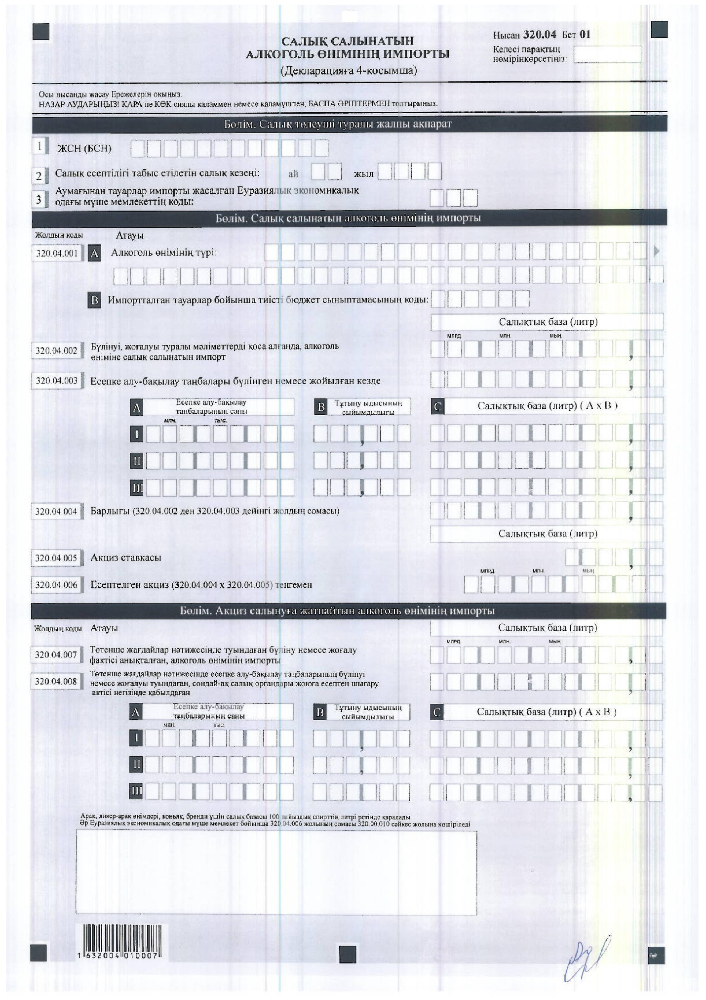 Нысан 320.04 Бет 01
САЛЫҚ САЛЫНАТЫН
АЛКОГОЛЬ ӨНІМІНІҢ ИМПОРТЫ
(Декларацияға 4-қосымша)
Келесі парақтың
нөмірінкөрсетіңіз:
Осы нысанды жасау Ережелерін оқыңыз.
НАЗАР АУДАРЫҢЫЗ! ҚАРА не КӨК сиялы қаламмен немесе қаламұшпен, БАСПА ӘРІПТЕРМЕН толтырыңыз.
Бөлім. Салық төлеуші туралы жалпы ақпарат
1 ЖСН (БСН)
2 Салық есептілігі табыс етілетін салық кезеңі: ай жыл
3 Аумағынан тауарлар импорты жасалған Еуразиялық экономикалық
одағы мүше мемлекеттің коды:
Бөлім. Салық салынатын алкоголь өнімінің импорты
Жолдың коды Атауы
320.04.001 A Алкоголь өнімінің түрі:
B Импортталған тауарлар бойынша тиісті бюджет сыныптамасының коды:
Салықтық база (литр)
МЛРД МЛН. МЫҢ
320.04.002 Бүлінуі, жоғалуы туралы мәліметтерді қоса алғанда, алкоголь
өніміне салық салынатын импорт
320.04.003 Есепке алу-бақылау таңбалары бүлінген немесе жойылған кезде
A Есепке алу-бақылау
таңбаларының саны
B Тұтыну ыдысының
сыйымдылығы
C Салықтық база (литр) ( A x B )
МЛН. ТЫС.
I
II
III
320.04.004 Барлығы (320.04.002 ден 320.04.003 дейінгі жолдың сомасы)
Салықтық база (литр)
320.04.005 Акциз ставкасы
МЛРД МЛН. МЫҢ
320.04.006 Есептелген акциз (320.04.004 x 320.04.005) теңгемен
Бөлім. Акциз салынуға жатпайтын алкоголь өнімінің импорты
Жолдың коды Атауы Салықтық база (литр)
МЛРД МЛН. МЫҢ
320.04.007 Төтенше жағдайлар нәтижесінде туындаған бүліну немесе жоғалу
фактісі анықталған, алкоголь өнімінің импорты
320.04.008 Төтенше жағдайлар нәтижесінде есепке алу-бақылау таңбаларының бүлінуі
немесе жоғалуы туындаған, сондай-ақ салық органдары жоюға есептен шығару
актісі негізінде қабылдаған
A Есепке алу-бақылау
таңбаларының саны
B Тұтыну ыдысының
сыйымдылығы
C Салықтық база (литр) ( A x B )
МЛН. ТЫС.
I
II
III
Арақ, ликер-арақ өнімдері, коньяк, бренди үшін салық базасы 100 пайыздық спирттің литрі ретінде қаралады
Әр Еуразиялық экономикалық одағы мүше мемлекет бойынша 320.04.006 жолының сомасы 320.00.010 сәйкес жолына көшіріледі
1 632004 010007